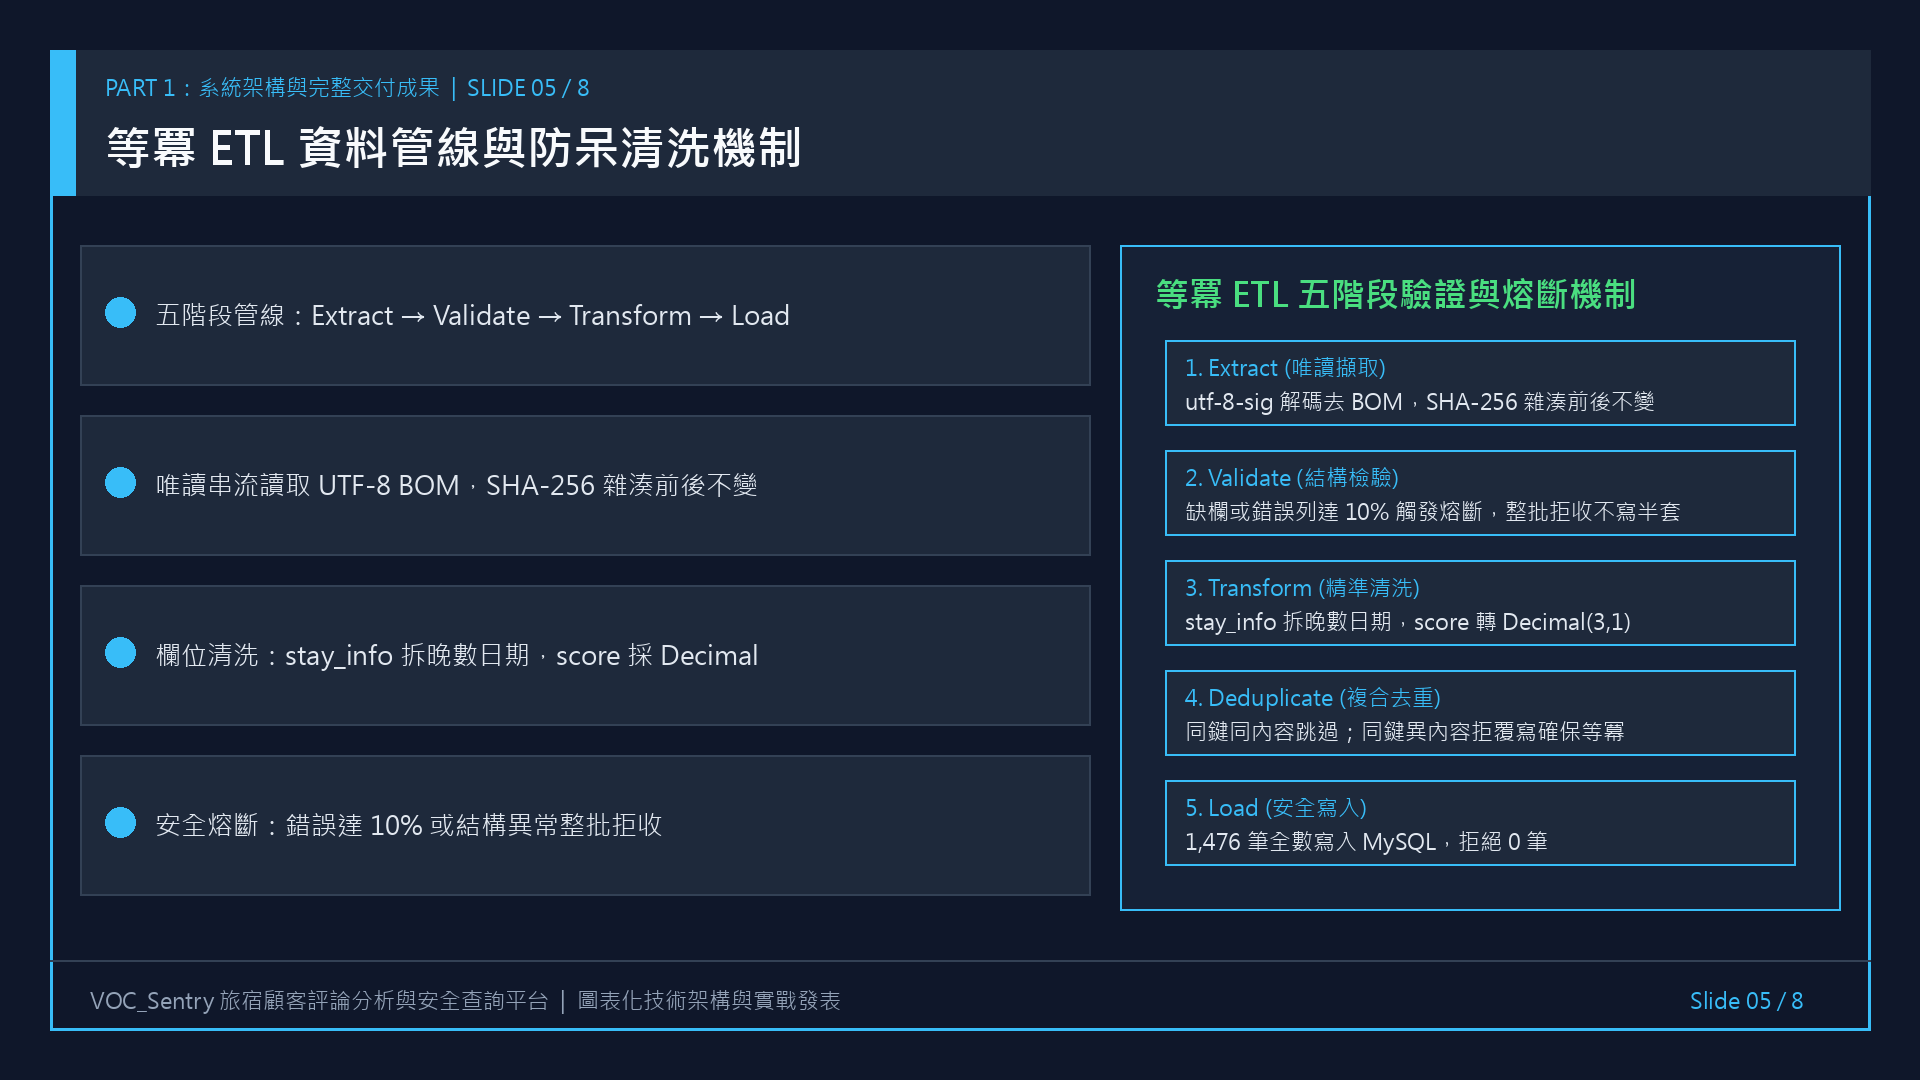 PART 1：系統架構與完整交付成果 | SLIDE 05 / 8
等冪 ETL 資料管線與防呆清洗機制
五階段管線：Extract → Validate → Transform → Load
唯讀串流讀取 UTF-8 BOM，SHA-256 雜湊前後不變
欄位清洗：stay_info 拆晚數日期，score 採 Decimal
安全熔斷：錯誤達 10% 或結構異常整批拒收
等冪 ETL 五階段驗證與熔斷機制
1. Extract (唯讀擷取)
utf-8-sig 解碼去 BOM，SHA-256 雜湊前後不變
2. Validate (結構檢驗)
缺欄或錯誤列達 10% 觸發熔斷，整批拒收不寫半套
3. Transform (精準清洗)
stay_info 拆晚數日期，score 轉 Decimal(3,1)
4. Deduplicate (複合去重)
同鍵同內容跳過；同鍵異內容拒覆寫確保等冪
5. Load (安全寫入)
1,476 筆全數寫入 MySQL，拒絕 0 筆
VOC_Sentry 旅宿顧客評論分析與安全查詢平台 | 圖表化技術架構與實戰發表
Slide 05 / 8